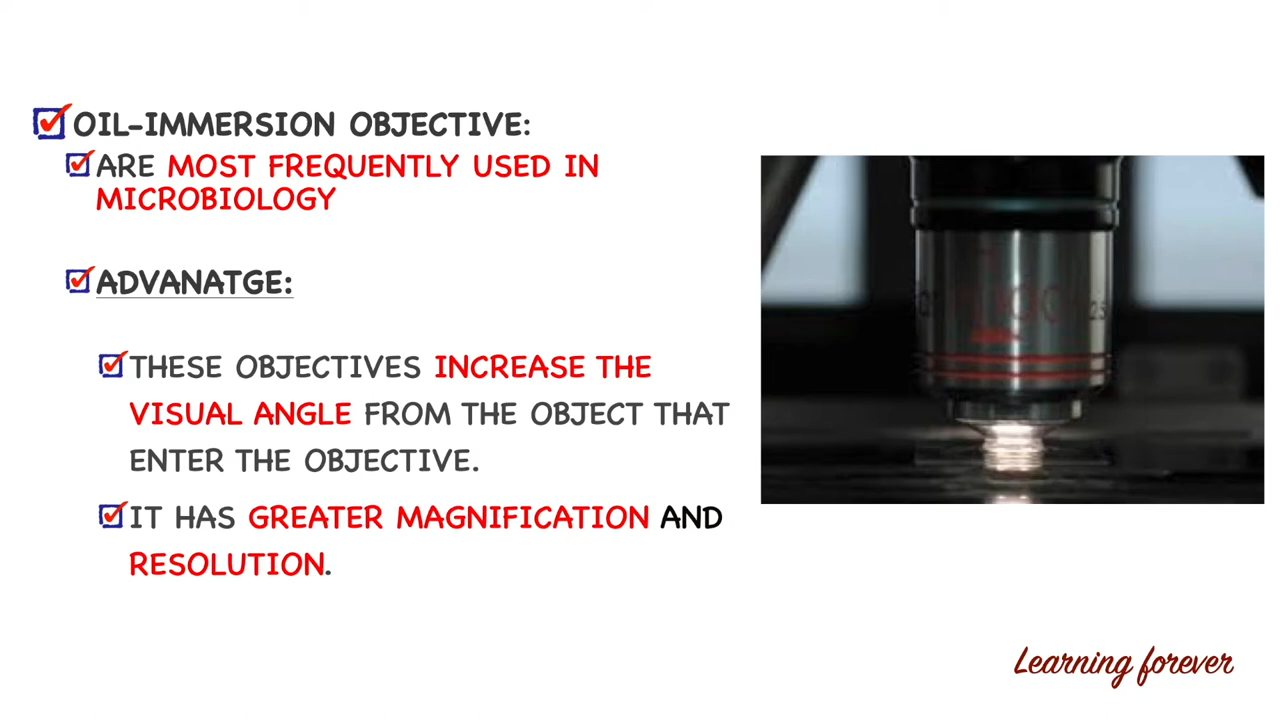 OIL-IMMERSION OBJECTIVE:
ARE MOST FREQUENTLY USED IN
MICROBIOLOGY
ADVANATGE:
THESE OBJECTIVES INCREASE THE
VISUAL ANGLE FROM THE OBJECT THAT
ENTER THE OBJECTIVE.
IT HAS GREATER MAGNIFICATION AND
RESOLUTION.
Learning forever